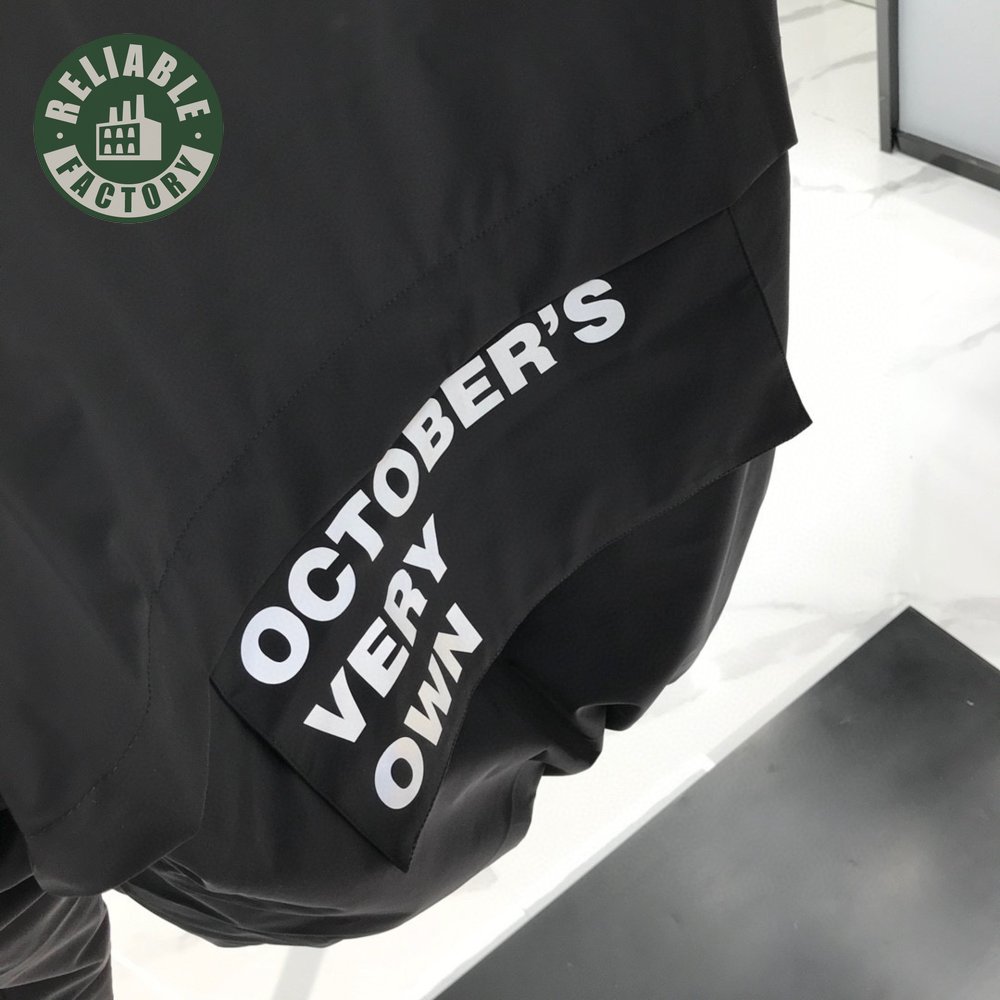 RELIABLE
FACTORY
OCTOBER'S
VERY
OWN